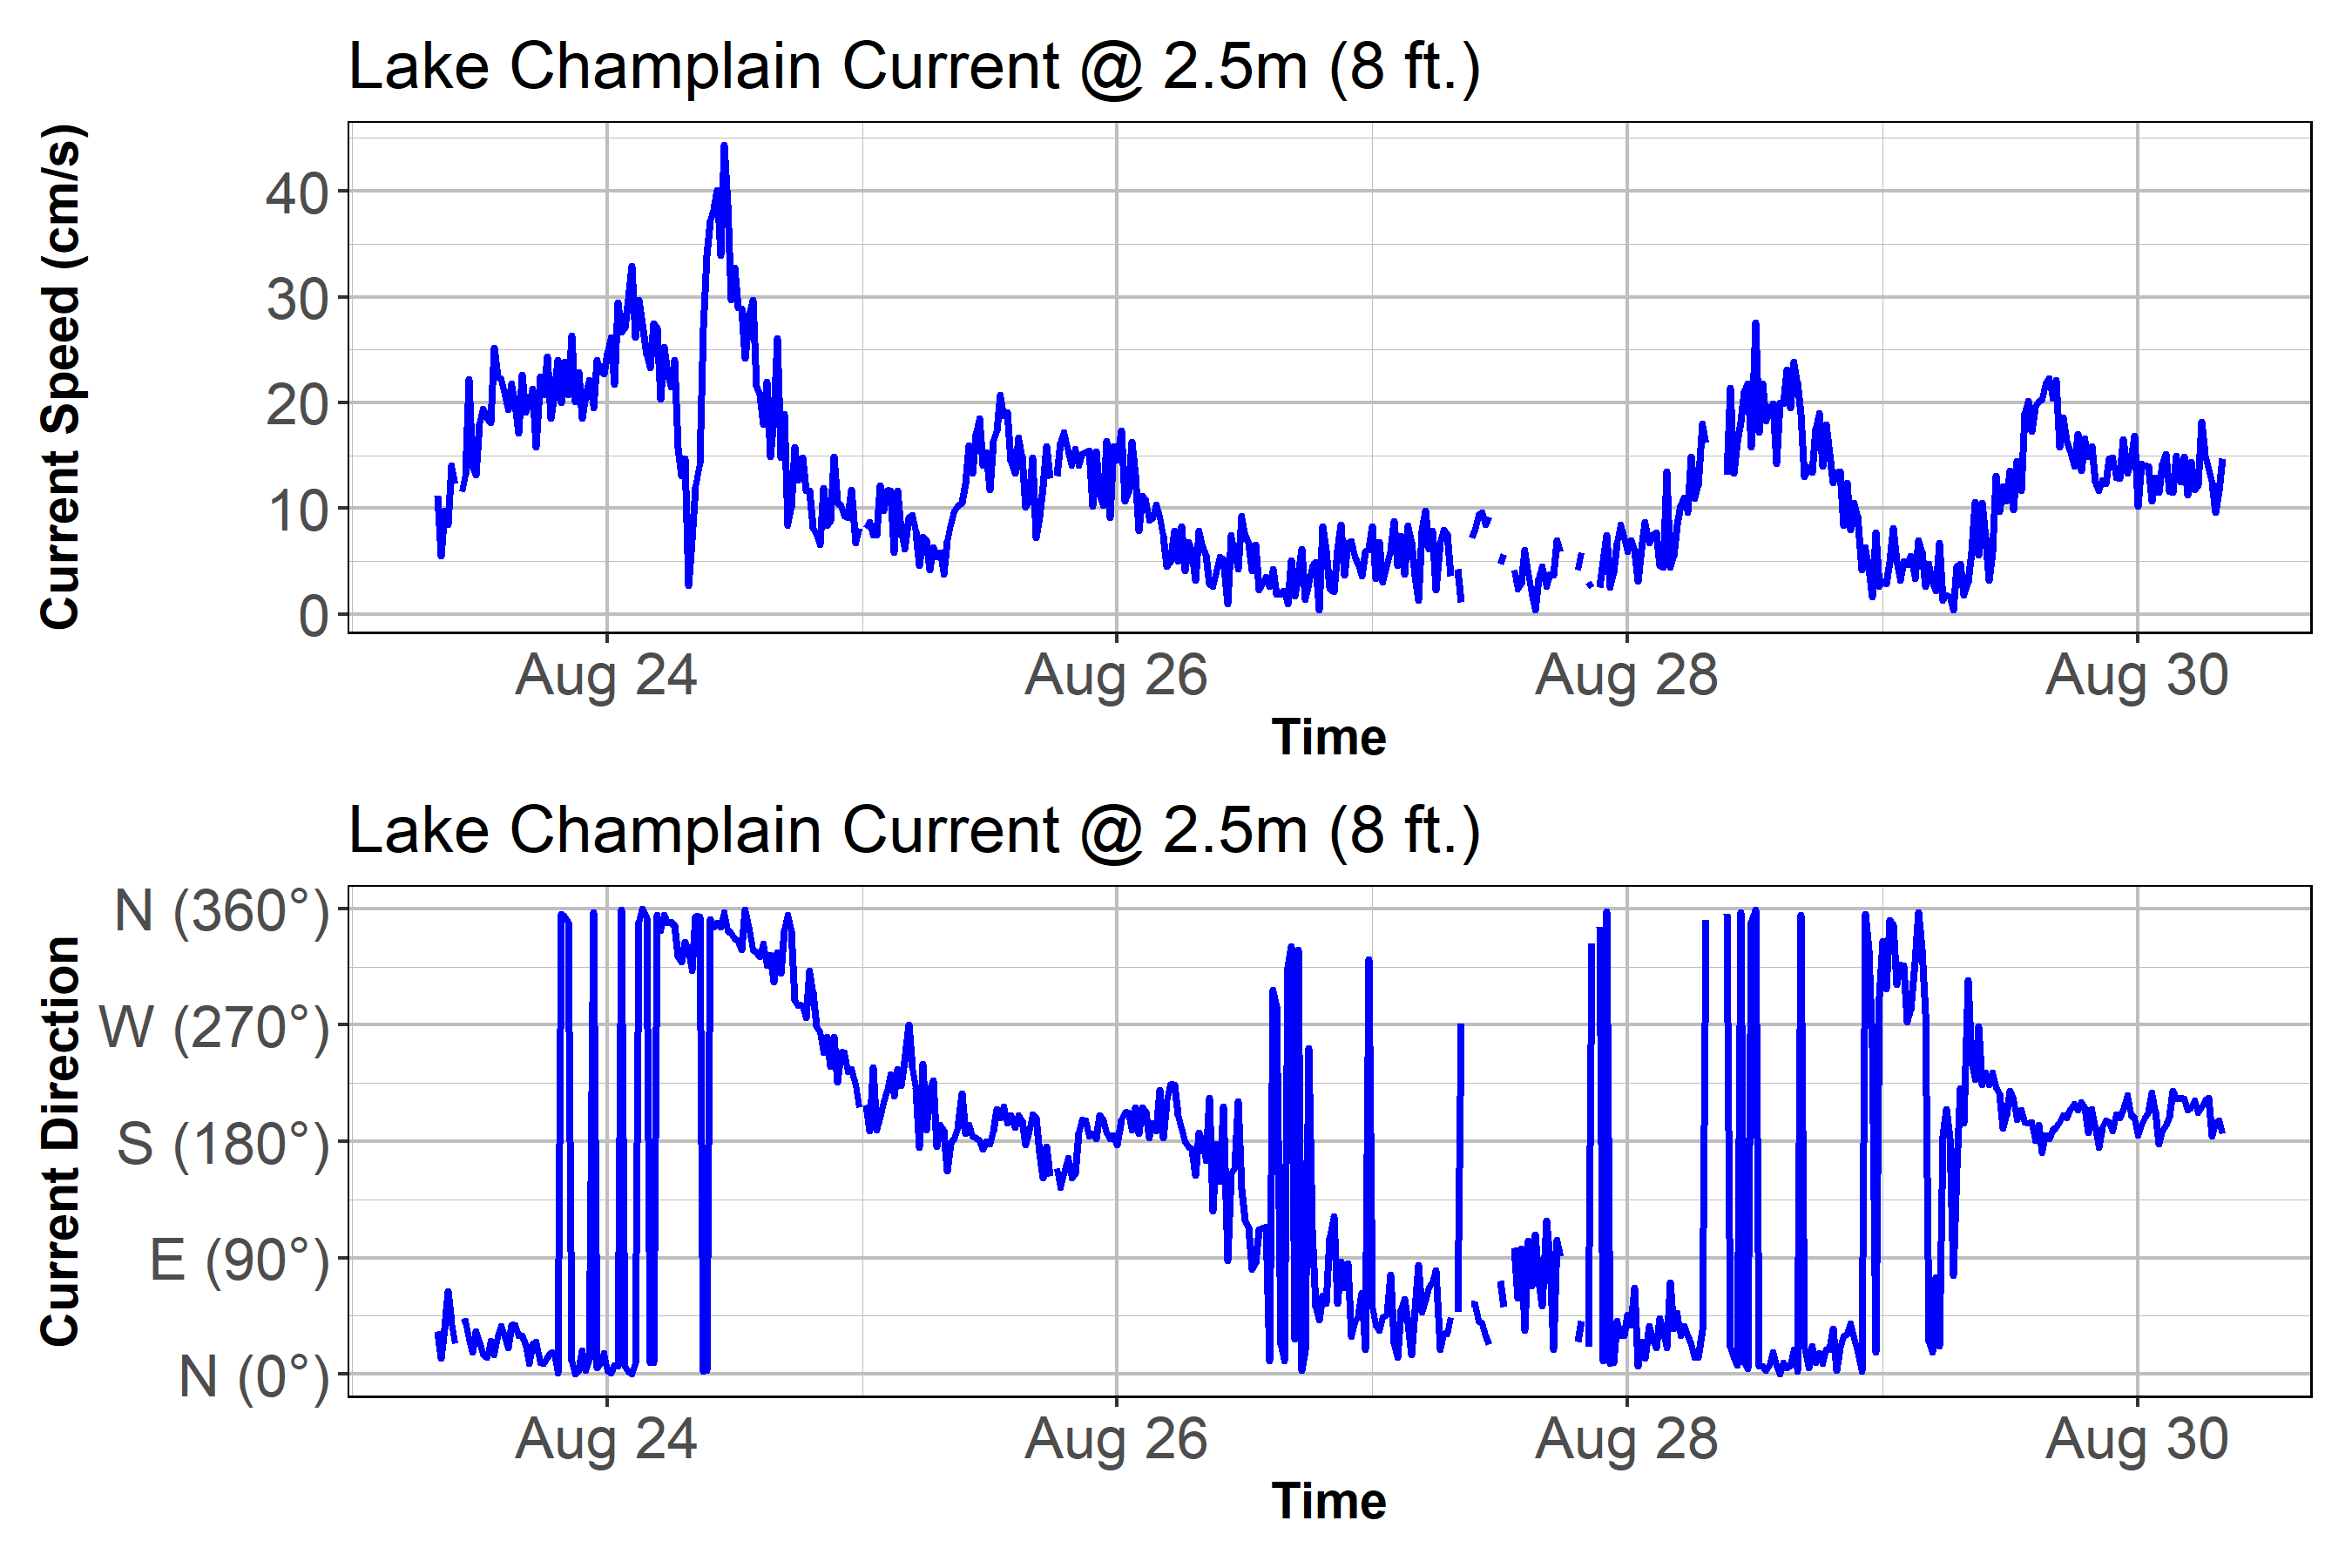 Lake Champlain Current @ 2.5m (8 ft.)
Current Speed (cm/s)
40
30
20
10
0
Aug 24 Aug 26 Aug 28 Aug 30
Time
Lake Champlain Current @ 2.5m (8 ft.)
Current Direction
N (360°)
W (270°)
S (180°)
E (90°)
N (0°)
Aug 24 Aug 26 Aug 28 Aug 30
Time